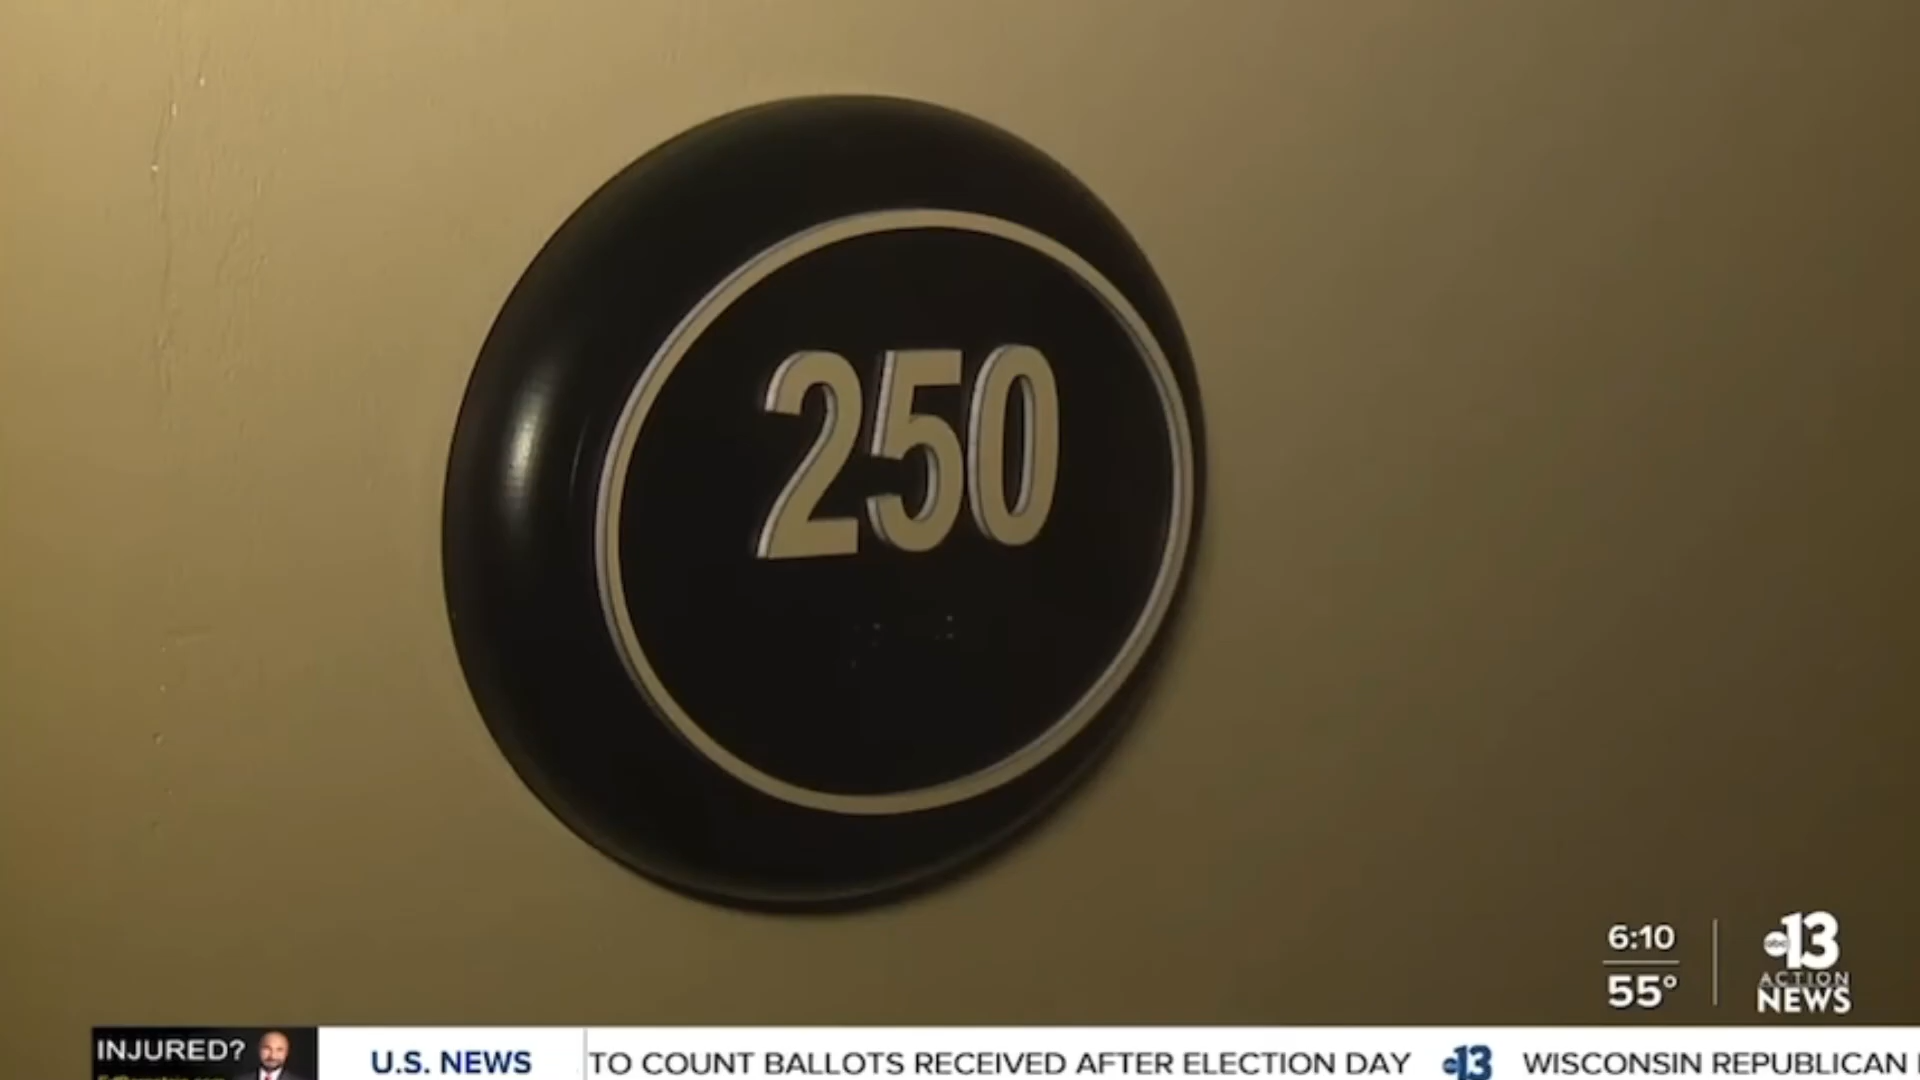 250
6:10
55°
abc 13
ACTION
NEWS
INJURED?
U.S. NEWS
TO COUNT BALLOTS RECEIVED AFTER ELECTION DAY
13
WISCONSIN REPUBLICAN